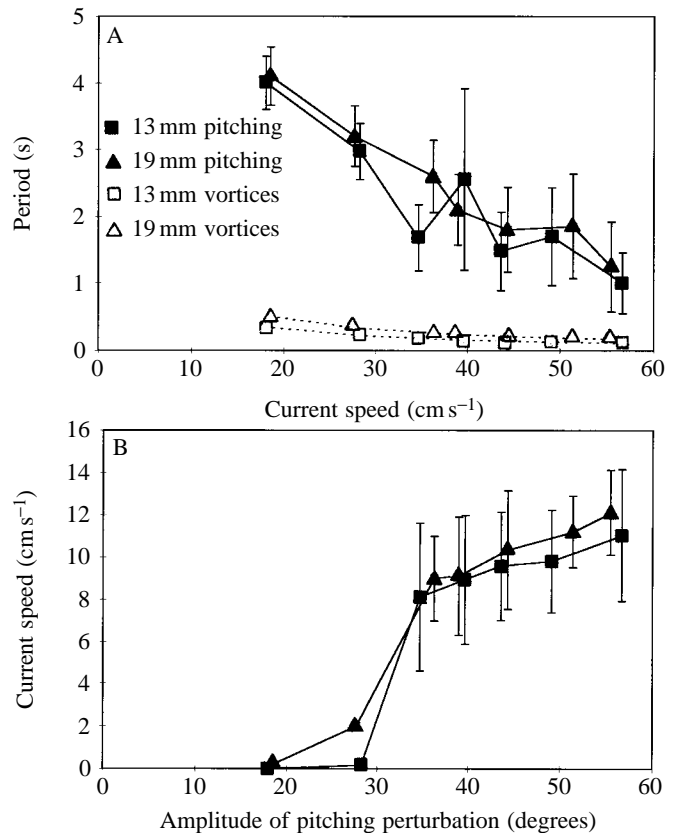 A
5
4
3
2
1
0
Period (s)
13 mm pitching
19 mm pitching
13 mm vortices
19 mm vortices
0 10 20 30 40 50 60
Current speed (cm s⁻¹)
B
16
14
12
10
8
6
4
2
0
Current speed (cm s⁻¹)
0 10 20 30 40 50 60
Amplitude of pitching perturbation (degrees)